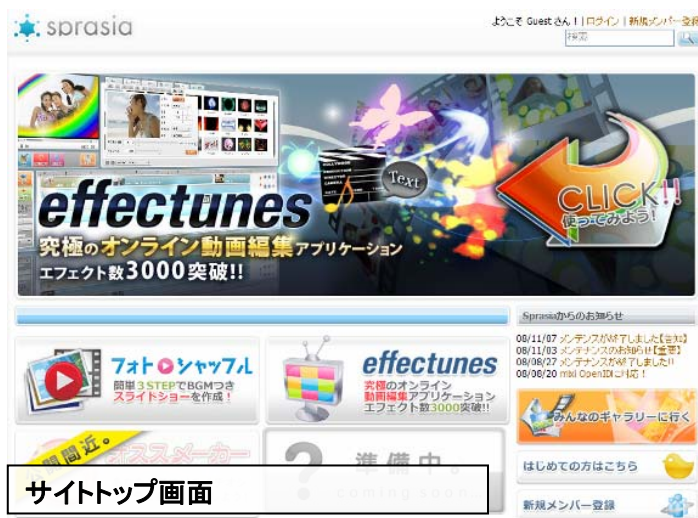 sprasia
ようこそ Guest さん！|ログイン|新規メンバー登録
検索
Text
CLICK!!
使ってみよう！
effectunes
究極のオンライン動画編集アプリケーション
エフェクト数3000突破!!
Sprasiaからのお知らせ
08/11/07 メンテンスが終了しました【告知】
08/11/03 メンテナンスのお知らせ【重要】
08/08/27 メンテナンスが終了しました!!
08/08/20 mixi OpenIDに対応！
フォトシャッフル
簡単3STEPでBGMつき
スライドショーを作成！
effectunes
究極のオンライン
動画編集アプリケーション
エフェクト数3000突破!!
みんなのギャラリーに行く
間近。
オススメーカー
?
準備中。
coming soon
はじめての方はこちら
新規メンバー登録
サイトトップ画面